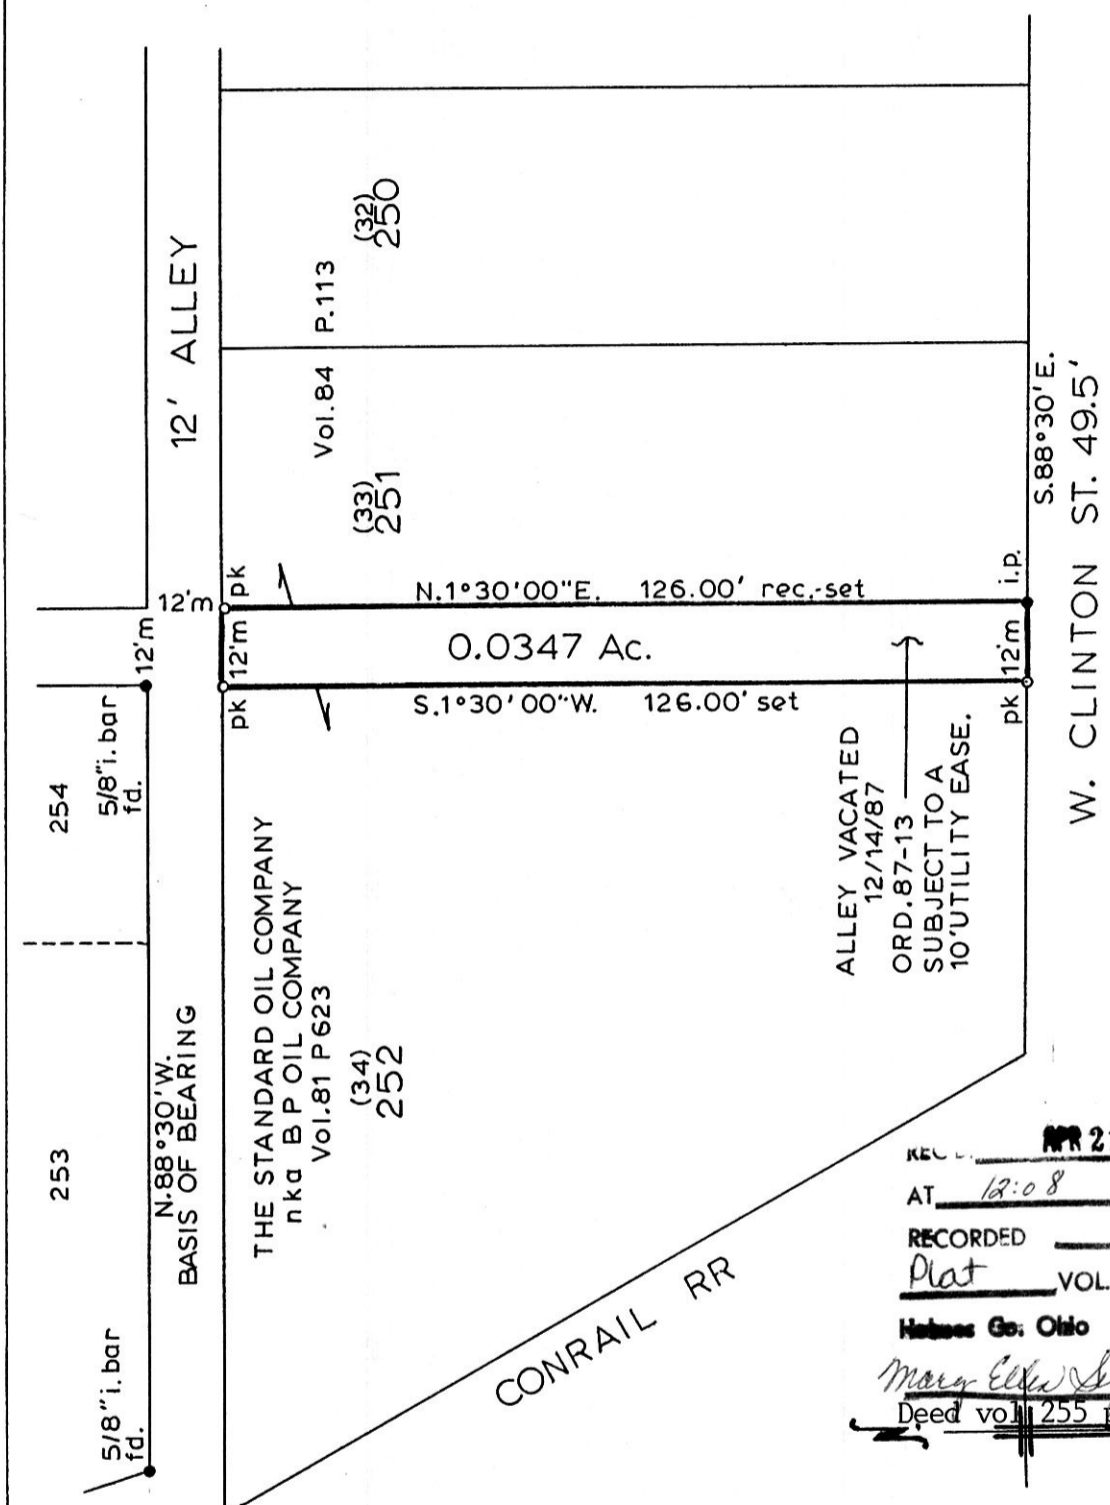 12' ALLEY
(32)
250
Vol.84 P.113
(33)
251
S.88°30'E.
W. CLINTON ST. 49.5'
12'm
pk
N.1°30'00"E. 126.00' rec.-set
i.p.
12'm
12'm
0.0347 Ac.
12'm
pk
S.1°30'00"W. 126.00' set
pk
5/8"i.bar
fd.
254
253
N.88°30'W.
BASIS OF BEARING
5/8"i.bar
fd.
THE STANDARD OIL COMPANY
nka B P OIL COMPANY
Vol.81 P623
(34)
252
ALLEY VACATED
12/14/87
ORD.87-13
SUBJECT TO A
10'UTILITY EASE.
CONRAIL RR
APR 2
AT 12:08
RECORDED
Plat VOL.
Holmes Co. Ohio
Mary Ellen
Deed vol 255